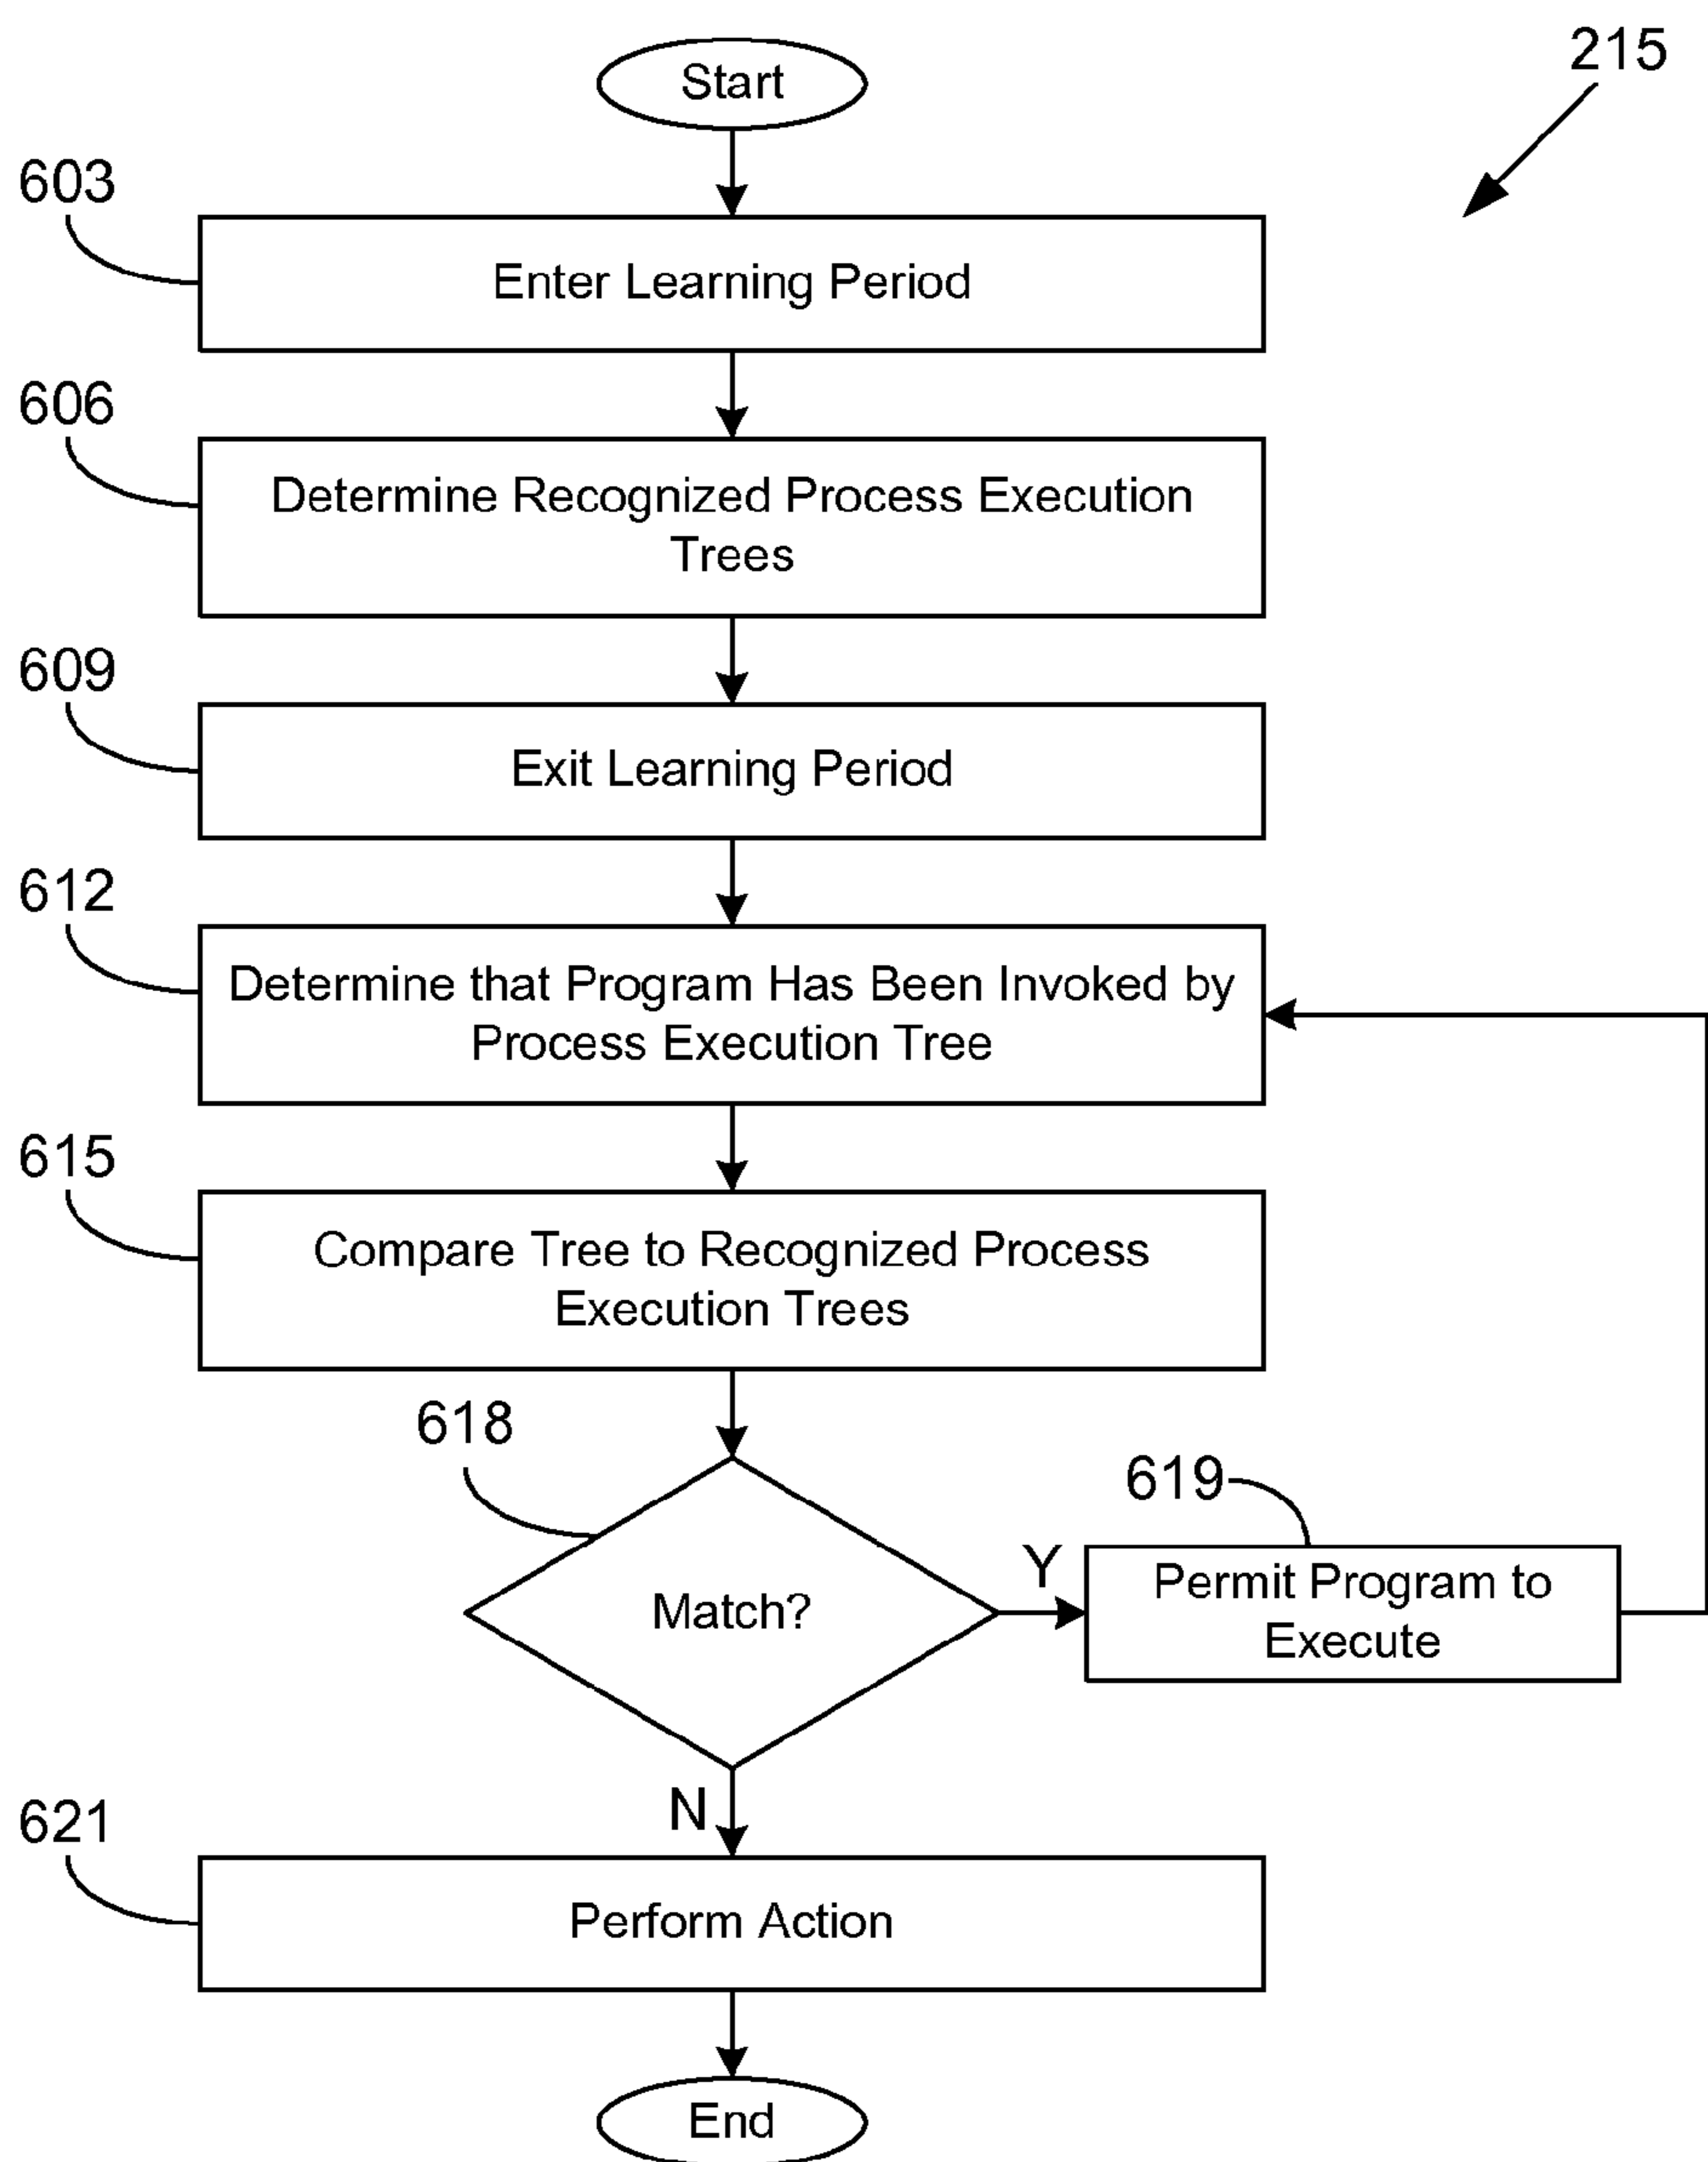 Start
215
603
Enter Learning Period
606
Determine Recognized Process Execution
Trees
609
Exit Learning Period
612
Determine that Program Has Been Invoked by
Process Execution Tree
615
Compare Tree to Recognized Process
Execution Trees
618
Match?
Y
619
Permit Program to
Execute
N
621
Perform Action
End